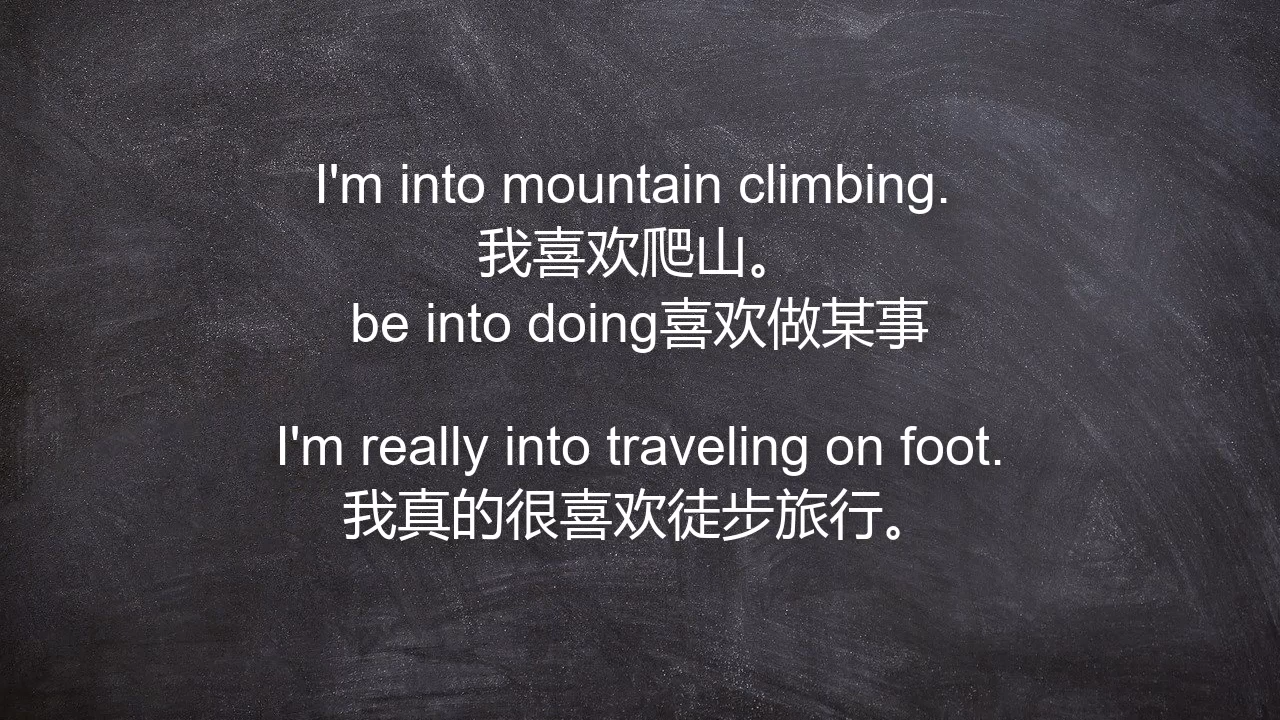 I'm into mountain climbing.
我喜欢爬山。
be into doing喜欢做某事
I'm really into traveling on foot.
我真的很喜欢徒步旅行。